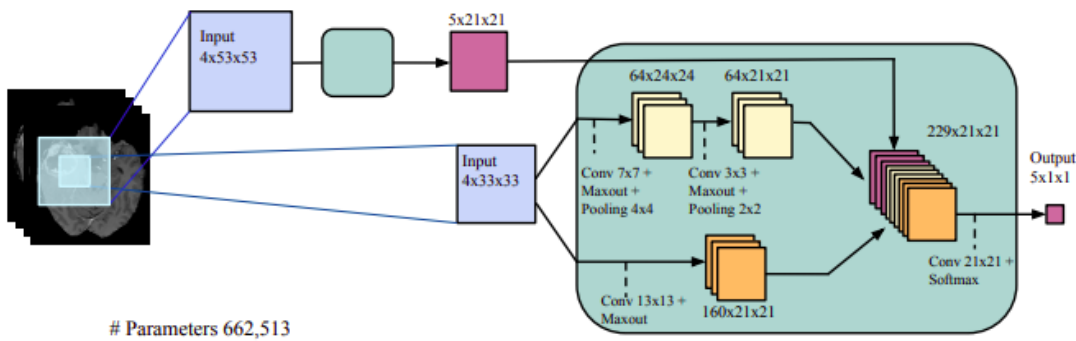 5x21x21
Input
4x53x53
64x24x24
64x21x21
229x21x21
Output
5x1x1
Input
4x33x33
Conv 7x7 +
Maxout +
Pooling 4x4
Conv 3x3 +
Maxout +
Pooling 2x2
Conv 21x21 +
Softmax
Conv 13x13 +
Maxout
160x21x21
# Parameters 662,513